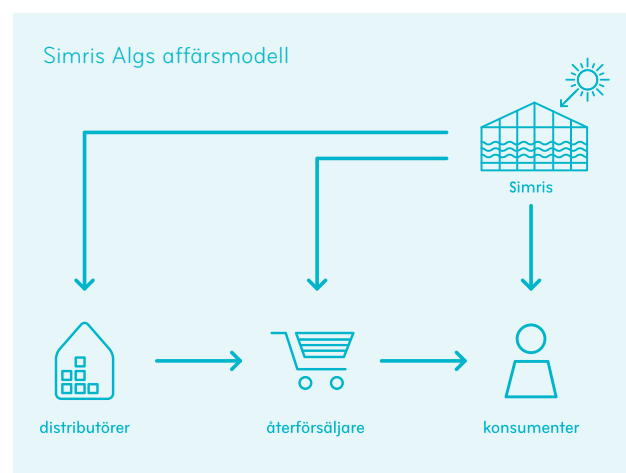 Simris Algs affärsmodell
Simris
distributörer
återförsäljare
konsumenter